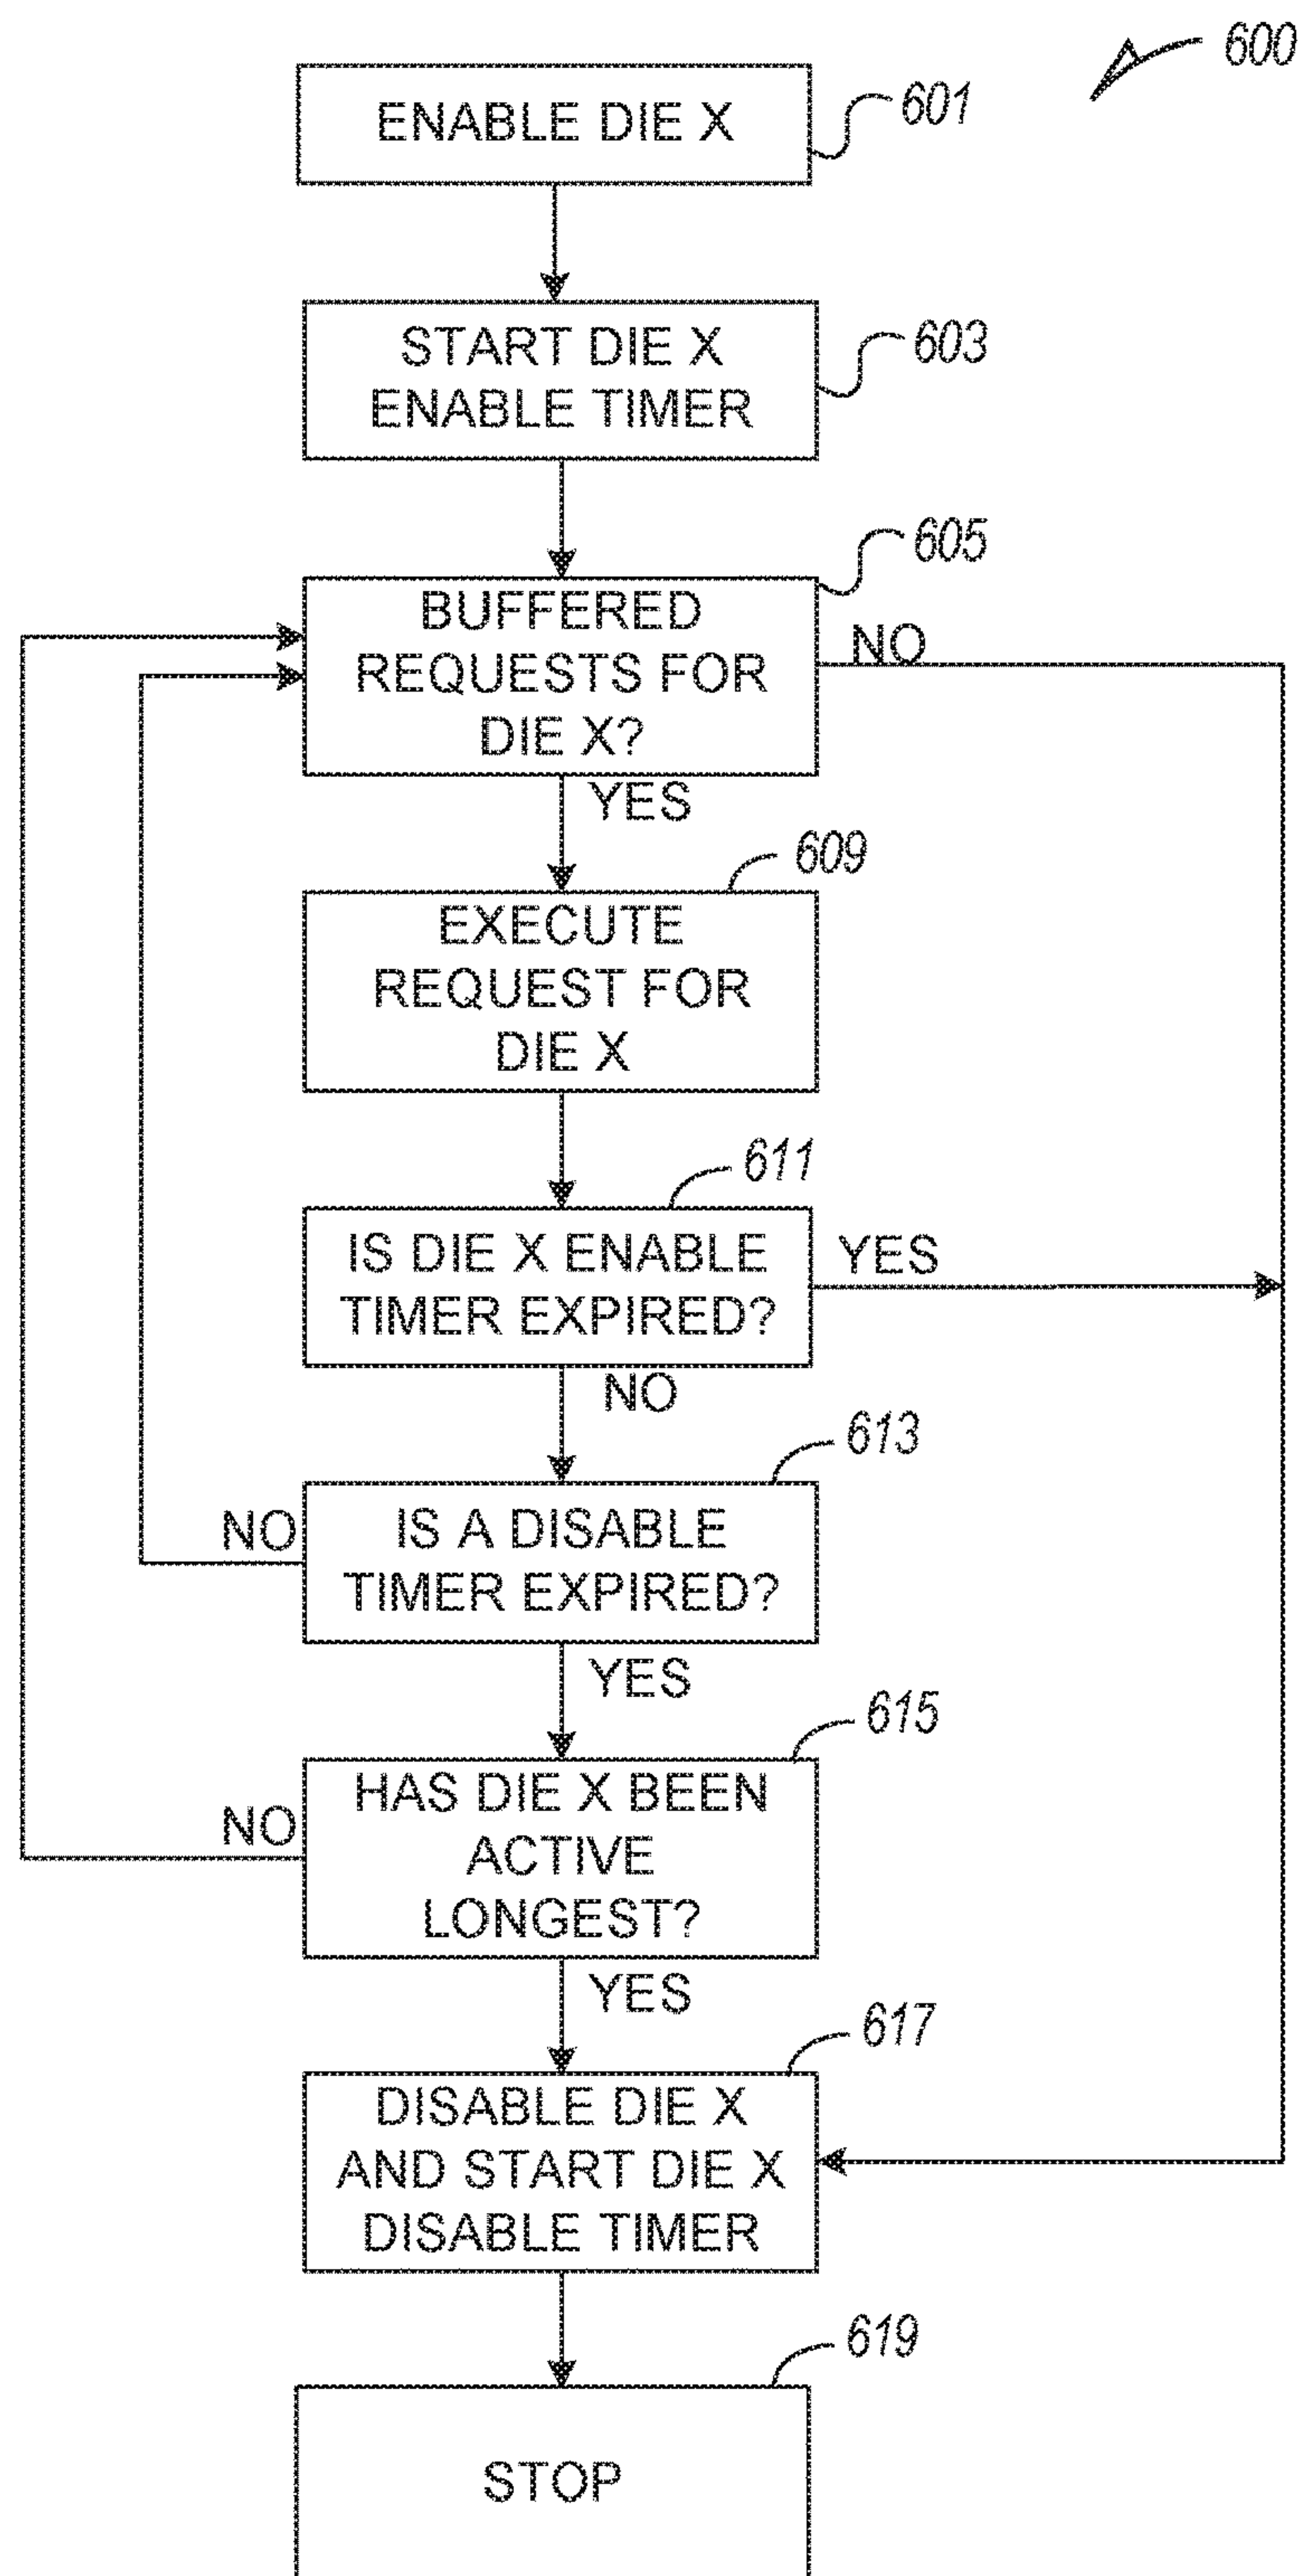 600
ENABLE DIE X
601
START DIE X
ENABLE TIMER
603
605
BUFFERED
REQUESTS FOR
DIE X?
NO
YES
609
EXECUTE
REQUEST FOR
DIE X
611
IS DIE X ENABLE
TIMER EXPIRED?
YES
NO
613
IS A DISABLE
TIMER EXPIRED?
NO
YES
615
HAS DIE X BEEN
ACTIVE
LONGEST?
NO
YES
617
DISABLE DIE X
AND START DIE X
DISABLE TIMER
619
STOP